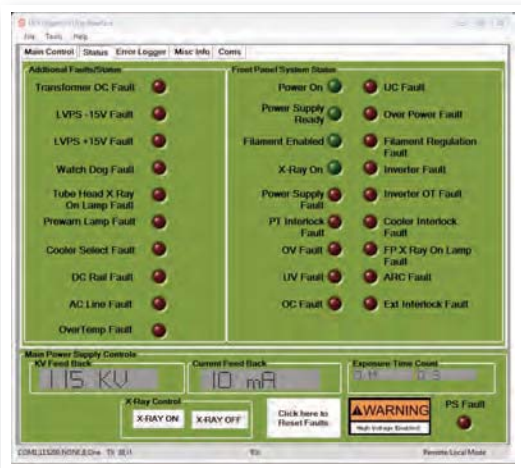 File Tools Help
Main Control Status Error Logger Misc Info Coms
Additional Faults/Status
Transformer OC Fault
LVPS -15V Fault
LVPS +15V Fault
Watch Dog Fault
Tube Head X Ray
On Lamp Fault
Prewarn Lamp Fault
Cooler Select Fault
DC Rail Fault
AC Line Fault
OverTemp Fault
Front Panel System Status
Power On
Power Supply
Ready
Filament Enabled
X-Ray On
Power Supply
Fault
PT Interlock
Fault
OV Fault
UV Fault
OC Fault
UC Fault
Over Power Fault
Filament Regulation
Fault
Inverter Fault
Inverter OT Fault
Cooler Interlock
Fault
FP X Ray On Lamp
Fault
ARC Fault
Ext Interlock Fault
Main Power Supply Controls
KV Feed Back
115 KV
Current Feed Back
10 mA
Exposure Time Count
X-Ray Control
X-RAY ON X-RAY OFF
Click here to
Reset Faults
WARNING
High Voltage Enabled
PS Fault
Remote/Local Mode